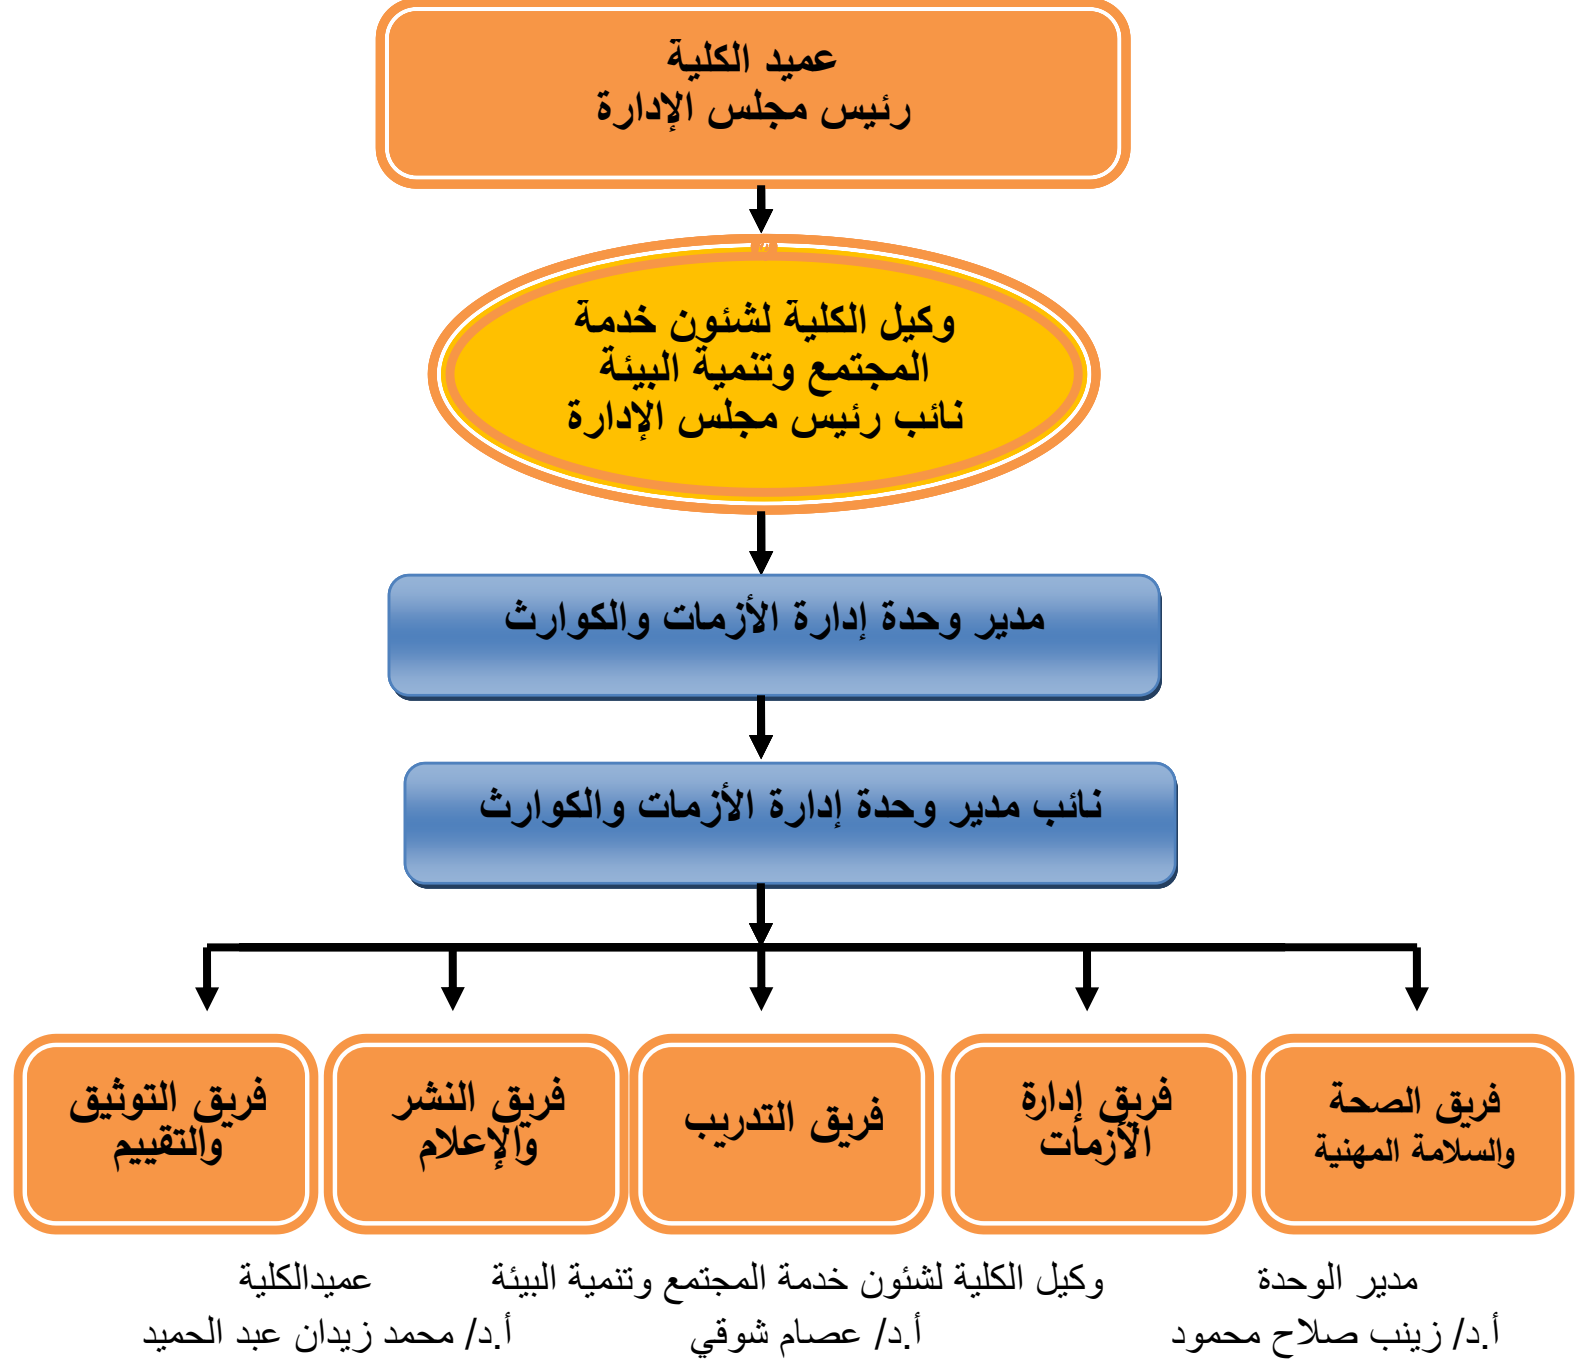 عميد الكلية
رئيس مجلس الإدارة
وكيل الكلية لشئون خدمة
المجتمع وتنمية البيئة
نائب رئيس مجلس الإدارة
مدير وحدة إدارة الأزمات والكوارث
نائب مدير وحدة إدارة الأزمات والكوارث
فريق الصحة
والسلامة المهنية
فريق إدارة
الأزمات
فريق التدريب
فريق النشر
والإعلام
فريق التوثيق
والتقييم
مدير الوحدة وكيل الكلية لشئون خدمة المجتمع وتنمية البيئة عميدالكلية
أ.د/ زينب صلاح محمود أ.د/ عصام شوقي أ.د/ محمد زيدان عبد الحميد